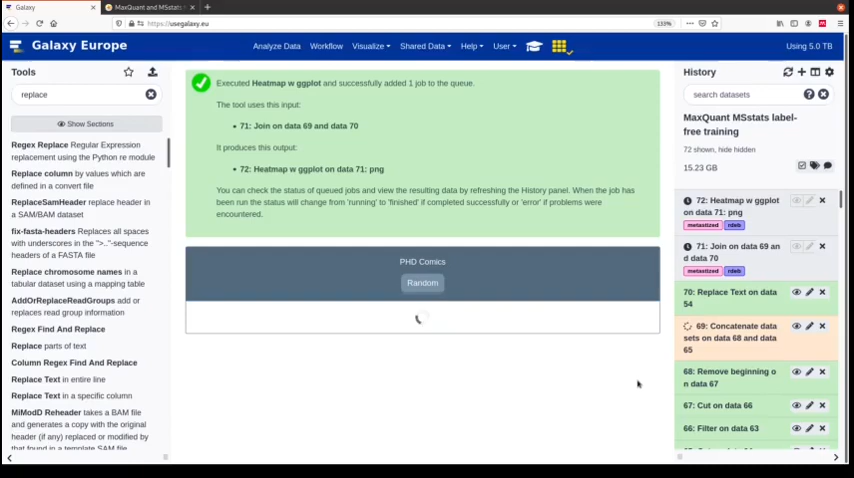 Galaxy
MaxQuant and MSstats
https://usegalaxy.eu
133%
Galaxy Europe
Analyze Data
Workflow
Visualize
Shared Data
Help
User
Using 5.0 TB
Tools
replace
Show Sections
Regex Replace Regular Expression
replacement using the Python re module
Replace column by values which are
defined in a convert file
ReplaceSamHeader replace header in
a SAM/BAM dataset
fix-fasta-headers Replaces all
spaces with underscores in the ">.."-sequence
headers of a FASTA file
Replace chromosome names in a
tabular dataset using a mapping table
AddOrReplaceReadGroups add or
replaces read group information
Regex Find And Replace
Replace parts of text
Column Regex Find And Replace
Replace Text in entire line
Replace Text in a specific column
MiModD Reheader takes a BAM file
and generates a copy with the original
header (if any) replaced or modified by
that found in a template SAM file
Executed Heatmap w ggplot and successfully added 1 job to the queue.
The tool uses this input:
• 71: Join on data 69 and data 70
It produces this output:
• 72: Heatmap w ggplot on data 71: png
You can check the status of queued jobs and view the resulting data by refreshing the History panel. When the job has
been run the status will change from 'running' to 'finished' if completed successfully or 'error' if problems were
encountered.
PHD Comics
Random
History
search datasets
MaxQuant MSstats label-
free training
72 shown, hide hidden
15.23 GB
72: Heatmap w ggplot
on data 71: png
metastized
rdeb
71: Join on data 69 an
d data 70
metastized
rdeb
70: Replace Text on data
54
69: Concatenate data
sets on data 68 and data
65
68: Remove beginning o
n data 67
67: Cut on data 66
66: Filter on data 63